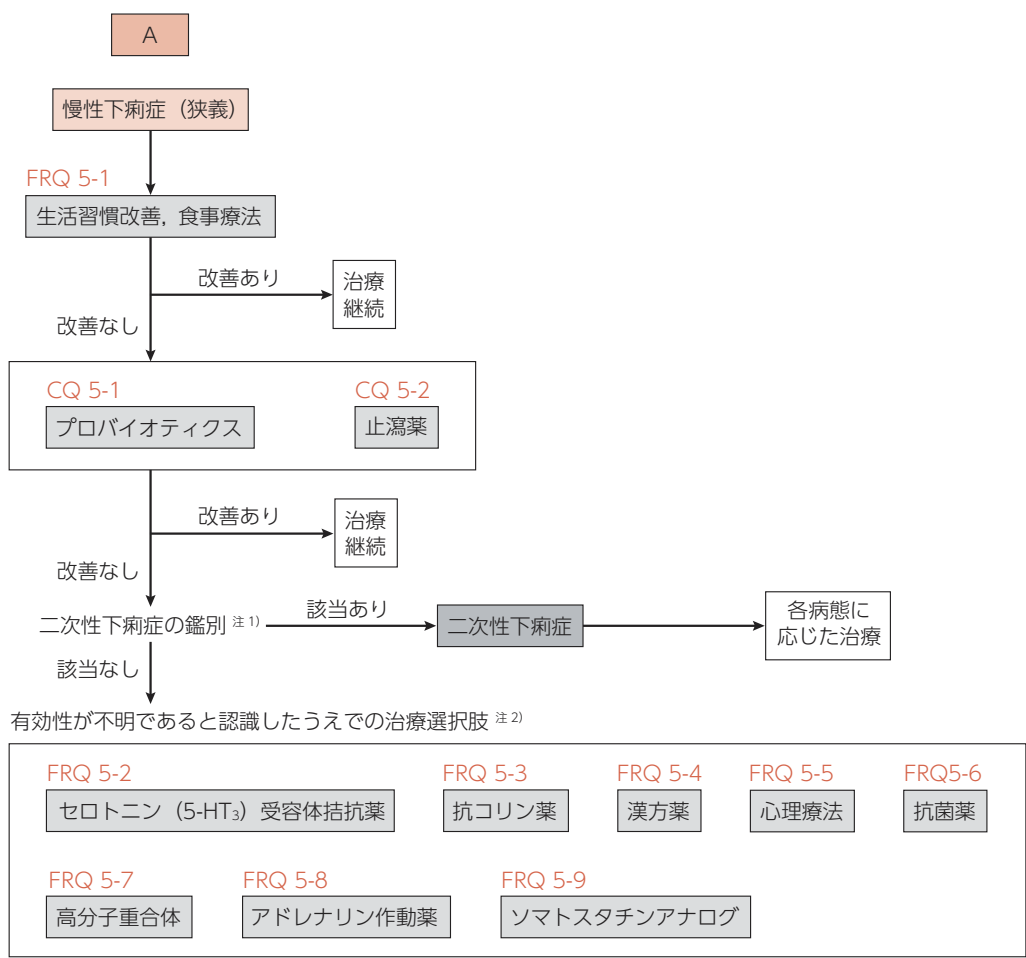 A
慢性下痢症（狭義）
FRQ 5-1
生活習慣改善，食事療法
改善あり
治療
継続
改善なし
CQ 5-1
プロバイオティクス
CQ 5-2
止瀉薬
改善あり
治療
継続
改善なし
二次性下痢症の鑑別 注1)
該当あり
二次性下痢症
各病態に
応じた治療
該当なし
有効性が不明であると認識したうえでの治療選択肢 注2)
FRQ 5-2
セロトニン（5-HT₃）受容体拮抗薬
FRQ 5-3
抗コリン薬
FRQ 5-4
漢方薬
FRQ 5-5
心理療法
FRQ5-6
抗菌薬
FRQ 5-7
高分子重合体
FRQ 5-8
アドレナリン作動薬
FRQ 5-9
ソマトスタチンアナログ